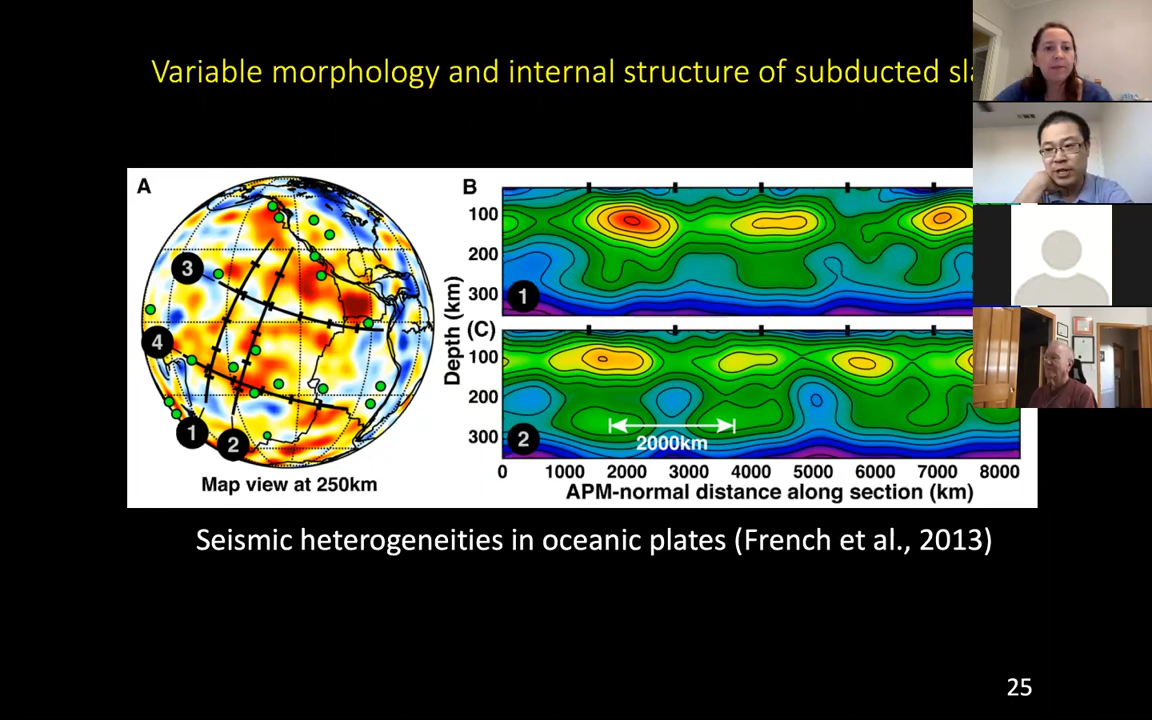 Variable morphology and internal structure of subducted sla
A
B
100
200
300
1
3
4
1
2
Map view at 250km
Depth (km)
(C)
100
200
300
2
2000km
0 1000 2000 3000 4000 5000 6000 7000 8000
APM-normal distance along section (km)
Seismic heterogeneities in oceanic plates (French et al., 2013)
25